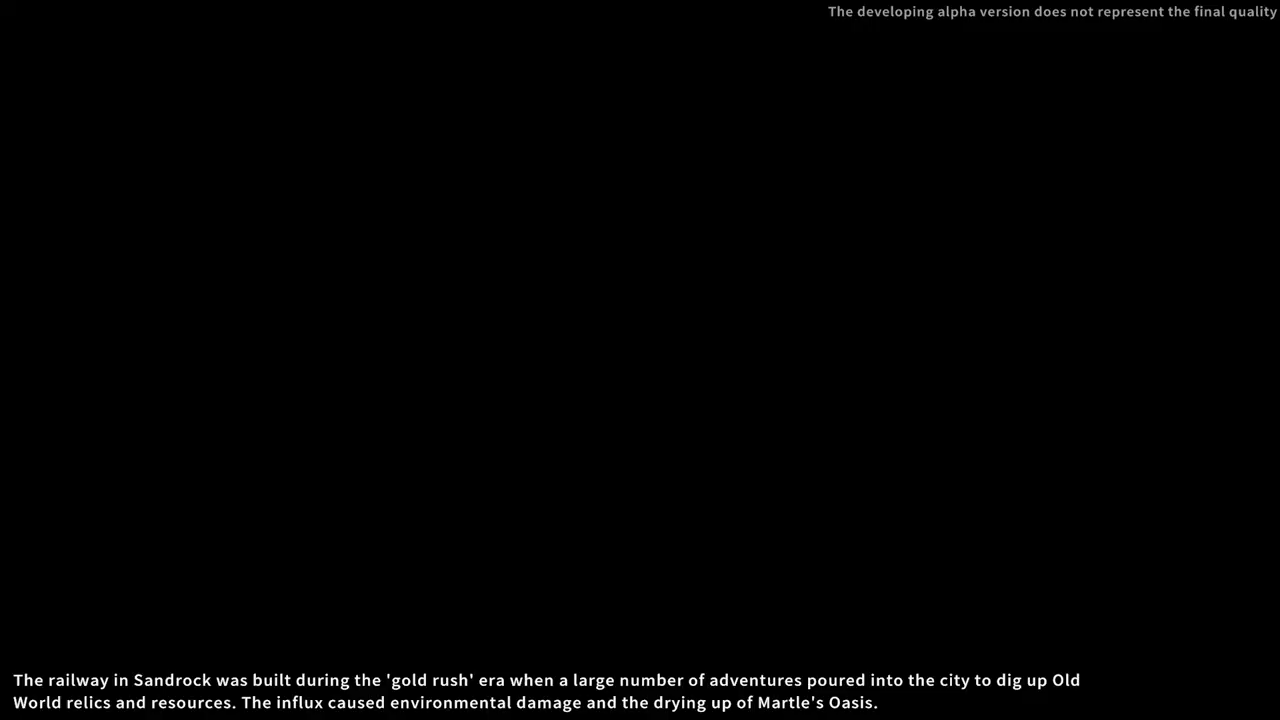 The developing alpha version does not represent the final quality
The railway in Sandrock was built during the 'gold rush' era when a large number of adventures poured into the city to dig up Old
World relics and resources. The influx caused environmental damage and the drying up of Martle's Oasis.